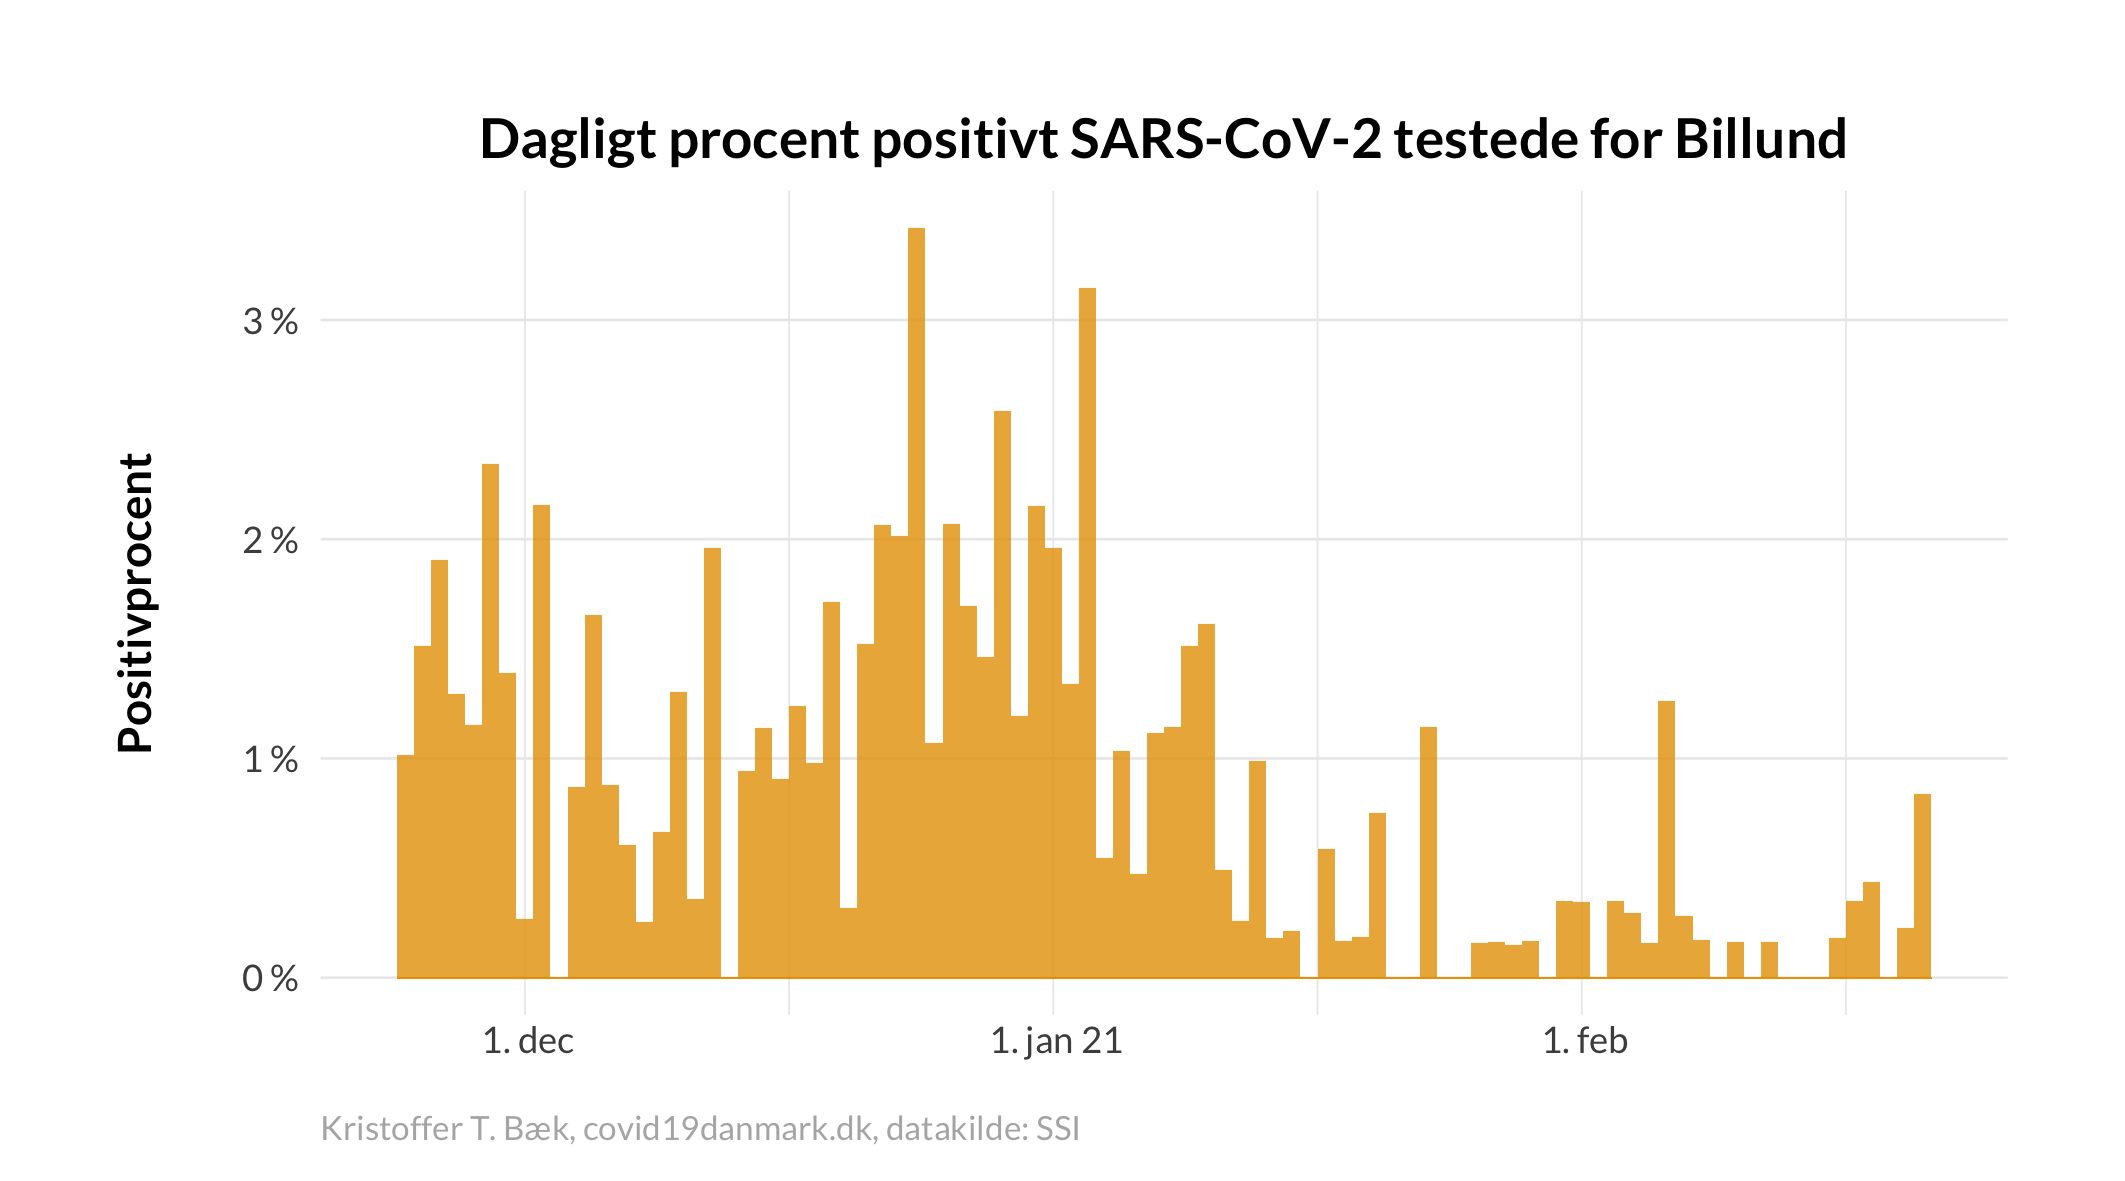 Dagligt procent positivt SARS-CoV-2 testede for Billund
Positivprocent
3 %
2 %
1 %
0 %
1. dec
1. jan 21
1. feb
Kristoffer T. Bæk, covid19danmark.dk, datakilde: SSI